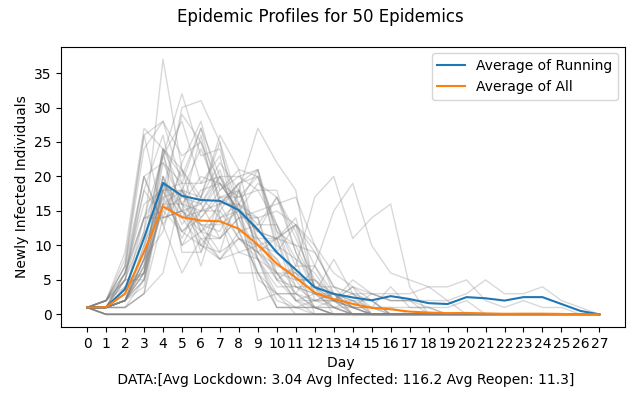 Epidemic Profiles for 50 Epidemics
Newly Infected Individuals
35
30
25
20
15
10
5
0
Average of Running
Average of All
0 1 2 3 4 5 6 7 8 9 10 11 12 13 14 15 16 17 18 19 20 21 22 23 24 25 26 27
Day
DATA:[Avg Lockdown: 3.04 Avg Infected: 116.2 Avg Reopen: 11.3]